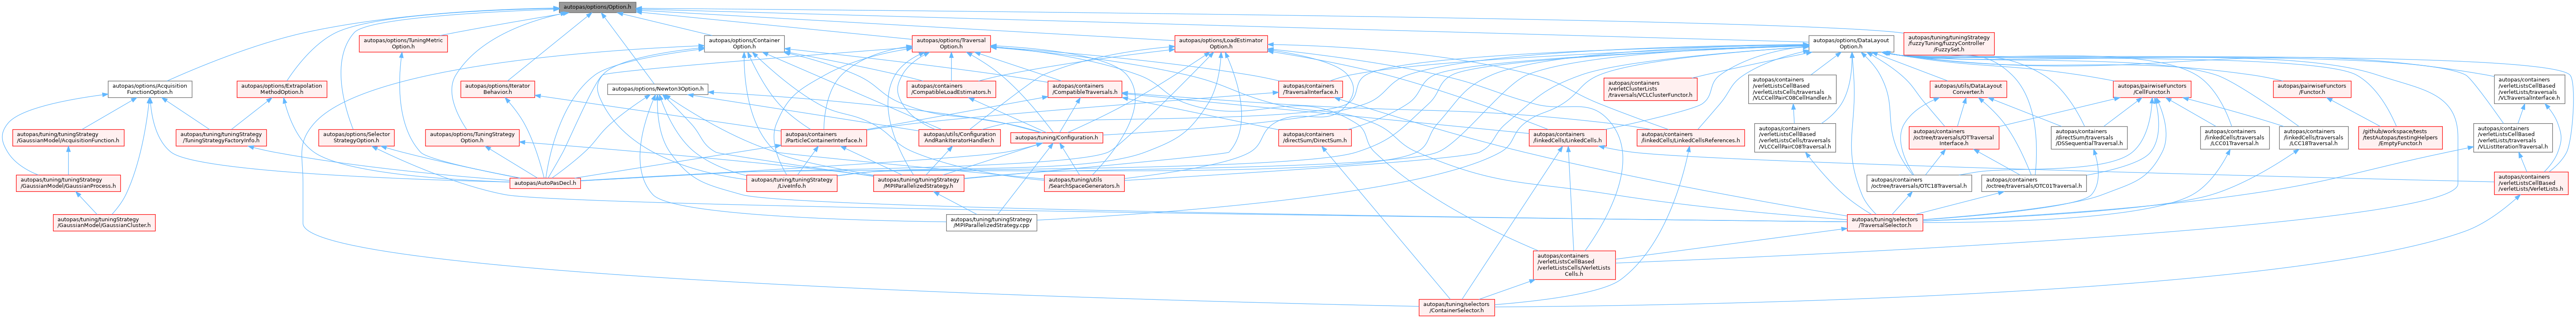 autopas/options/Option.h
autopas/options/TuningMetric
Option.h
autopas/options/Container
Option.h
autopas/options/Traversal
Option.h
autopas/options/LoadEstimator
Option.h
autopas/options/DataLayout
Option.h
autopas/tuning/tuningStrategy
/fuzzyTuning/fuzzyController
/FuzzySet.h
autopas/options/Acquisition
FunctionOption.h
autopas/options/Extrapolation
MethodOption.h
autopas/options/Iterator
Behavior.h
autopas/options/Newton3Option.h
autopas/containers
/CompatibleLoadEstimators.h
autopas/containers
/CompatibleTraversals.h
autopas/containers
/TraversalInterface.h
autopas/containers
/verletClusterLists
/traversals/VCLClusterFunctor.h
autopas/containers
/verletListsCellBased
/verletListsCells/traversals
/VLCCellPairC08CellHandler.h
autopas/utils/DataLayout
Converter.h
autopas/pairwiseFunctors
/CellFunctor.h
autopas/pairwiseFunctors
/Functor.h
autopas/containers
/verletListsCellBased
/verletLists/traversals
/VLTraversalInterface.h
autopas/tuning/tuningStrategy
/GaussianModel/AcquisitionFunction.h
autopas/tuning/tuningStrategy
/TuningStrategyFactoryInfo.h
autopas/options/Selector
StrategyOption.h
autopas/options/TuningStrategy
Option.h
autopas/containers
/ParticleContainerInterface.h
autopas/utils/Configuration
AndRankIteratorHandler.h
autopas/tuning/Configuration.h
autopas/containers
/directSum/DirectSum.h
autopas/containers
/linkedCells/LinkedCells.h
autopas/containers
/linkedCells/LinkedCellsReferences.h
autopas/containers
/verletListsCellBased
/verletListsCells/traversals
/VLCCellPairC08Traversal.h
autopas/containers
/octree/traversals/OTTraversal
Interface.h
autopas/containers
/directSum/traversals
/DSSequentialTraversal.h
autopas/containers
/linkedCells/traversals
/LCC01Traversal.h
autopas/containers
/linkedCells/traversals
/LCC18Traversal.h
/github/workspace/tests
/testAutopas/testingHelpers
/EmptyFunctor.h
autopas/containers
/verletListsCellBased
/verletLists/traversals
/VLListIterationTraversal.h
autopas/tuning/tuningStrategy
/GaussianModel/GaussianProcess.h
autopas/AutoPasDecl.h
autopas/tuning/tuningStrategy
/LiveInfo.h
autopas/tuning/tuningStrategy
/MPIParallelizedStrategy.h
autopas/tuning/utils
/SearchSpaceGenerators.h
autopas/containers
/octree/traversals/OTC18Traversal.h
autopas/containers
/octree/traversals/OTC01Traversal.h
autopas/containers
/verletListsCellBased
/verletLists/VerletLists.h
autopas/tuning/tuningStrategy
/GaussianModel/GaussianCluster.h
autopas/tuning/tuningStrategy
/MPIParallelizedStrategy.cpp
autopas/tuning/selectors
/TraversalSelector.h
autopas/containers
/verletListsCellBased
/verletListsCells/VerletLists
Cells.h
autopas/tuning/selectors
/ContainerSelector.h